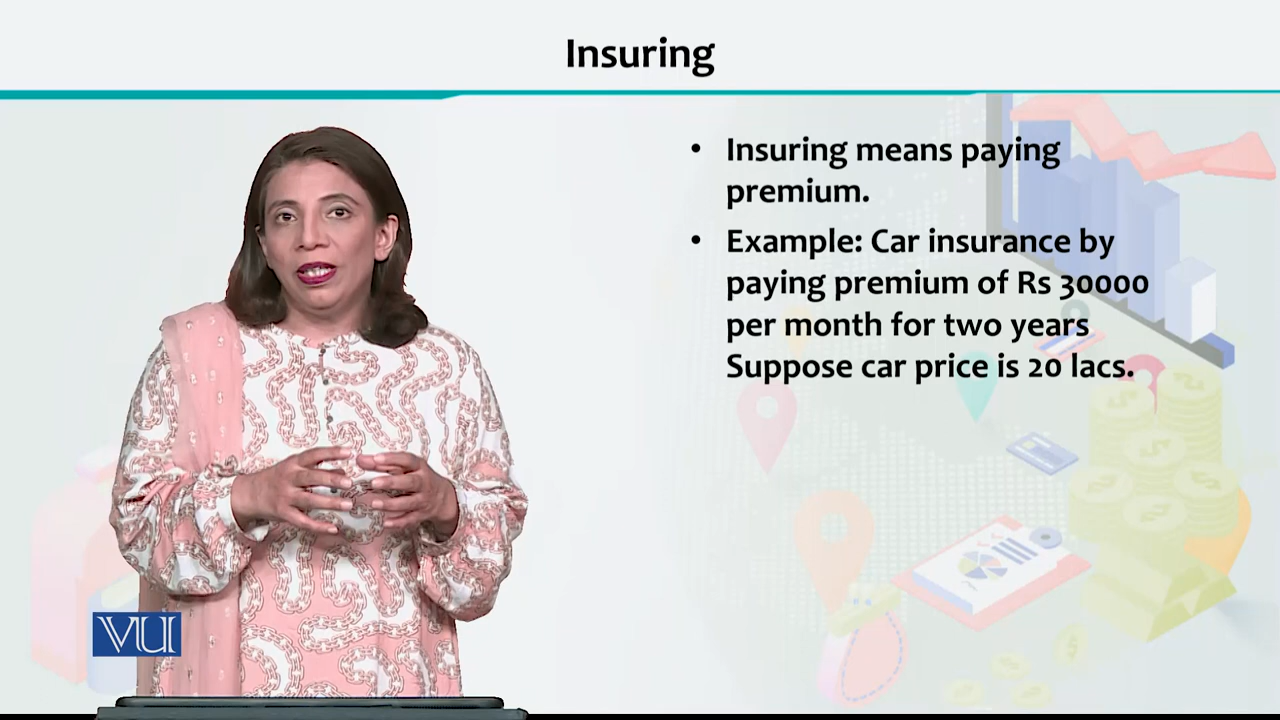 Insuring
• Insuring means paying
premium.
• Example: Car insurance by
paying premium of Rs 30000
per month for two years
Suppose car price is 20 lacs.
VU